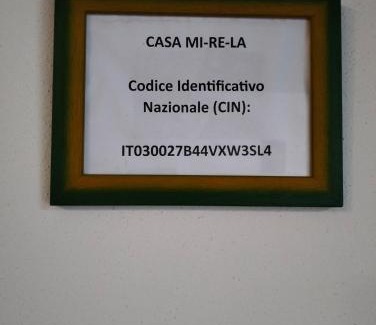 CASA MI-RE-LA
Codice Identificativo
Nazionale (CIN):
IT030027B44VXW3SL4